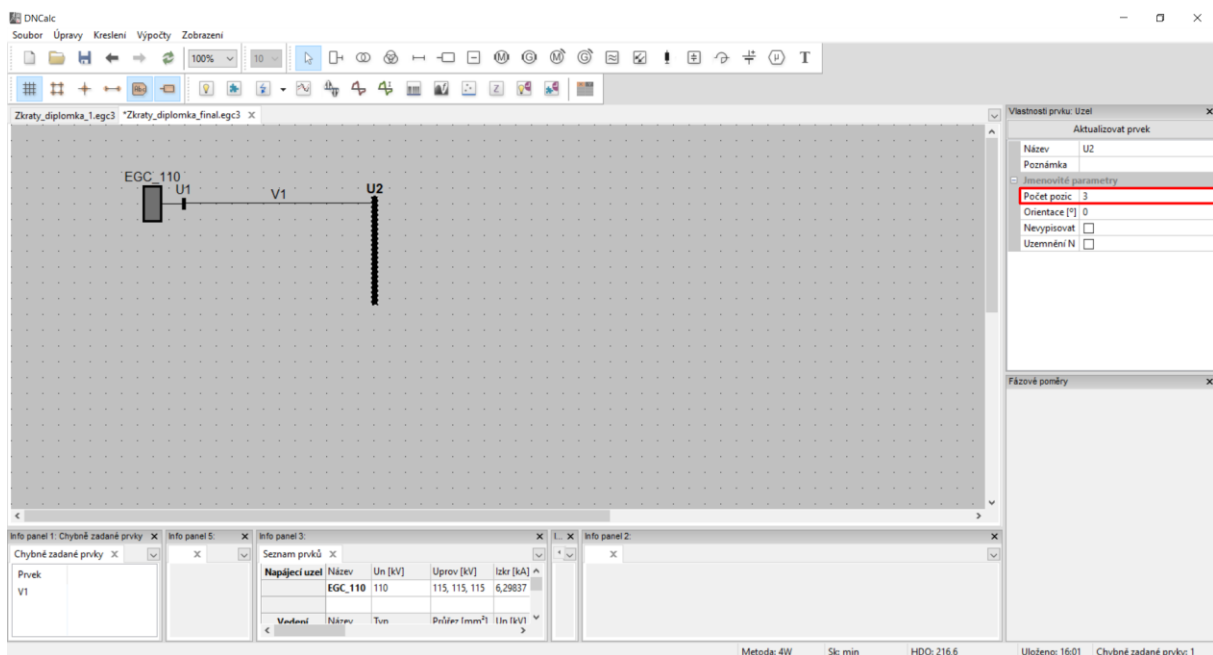 DNCalc
Soubor Úpravy Kreslení Výpočty Zobrazení
100% 10 T
Z
Zkraty_diplomka_1.egc3 *Zkraty_diplomka_final.egc3 X
EGC_110
U1
V1
U2
Vlastnosti prvku: Uzel
Aktualizovat prvek
Název U2
Poznámka
Jmenovité parametry
Počet pozic 3
Orientace [º] 0
Nevypisovat
Uzemnění N
Fázové poměry
Info panel 1: Chybně zadané prvky Info panel 5: Info panel 3: I... Info panel 2:
Chybné zadané prvky Seznam prvků
Prvek
V1
Napájecí uzel Název Un [kV] Uprov [kV] Izkr [kA]
EGC_110 110 115, 115, 115 6,29837
Vedení Název Typ Průřez [mm²] Un [kV]
Metoda: 4W Sk: min HDO: 216.6 Uloženo: 16:01 Chybné zadané prvky: 1